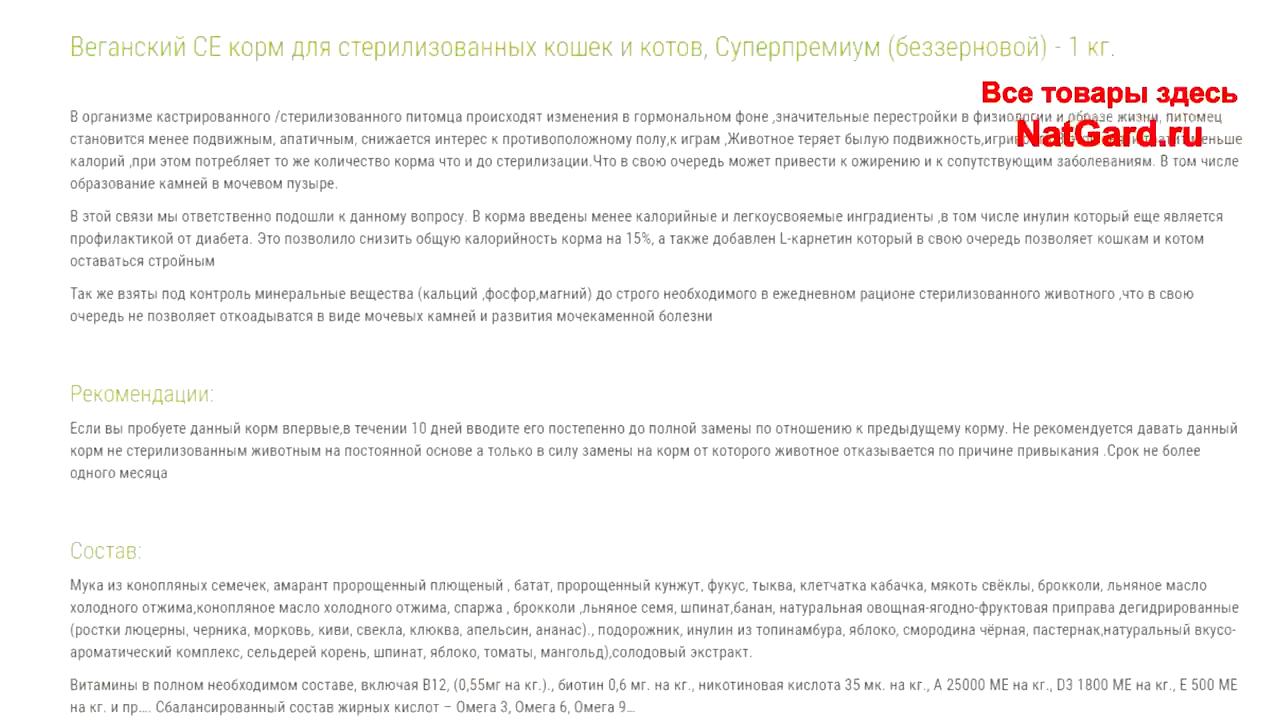 Веганский СЕ корм для стерилизованных кошек и котов, Суперпремиум (беззерновой) - 1 кг.
Все товары здесь
NatGard.ru
В организме кастрированного /стерилизованного питомца происходят изменения в гормональном фоне ,значительные перестройки в физиологии и образе жизни, питомец
становится менее подвижным, апатичным, снижается интерес к противоположному полу,к играм ,Животное теряет былую подвижность, меньше
калорий ,при этом потребляет то же количество корма что и до стерилизации.Что в свою очередь может привести к ожирению и к сопутствующим заболеваниям. В том числе
образование камней в мочевом пузыре.
В этой связи мы ответственно подошли к данному вопросу. В корма введены менее калорийные и легкоусвояемые инградиенты ,в том числе инулин который еще является
профилактикой от диабета. Это позволило снизить общую калорийность корма на 15%, а также добавлен L-карнетин который в свою очередь позволяет кошкам и котом
оставаться стройным
Так же взяты под контроль минеральные вещества (кальций ,фосфор,магний) до строго необходимого в ежедневном рационе стерилизованного животного ,что в свою
очередь не позволяет откоадыватся в виде мочевых камней и развития мочекаменной болезни
Рекомендации:
Если вы пробуете данный корм впервые,в течении 10 дней вводите его постепенно до полной замены по отношению к предыдущему корму. Не рекомендуется давать данный
корм не стерилизованным животным на постоянной основе а только в силу замены на корм от которого животное отказывается по причине привыкания .Срок не более
одного месяца
Состав:
Мука из конопляных семечек, амарант пророщенный плющеный , батат, пророщенный кунжут, фукус, тыква, клетчатка кабачка, мякоть свёклы, брокколи, льняное масло
холодного отжима,конопляное масло холодного отжима, спаржа , брокколи ,льняное семя, шпинат,банан, натуральная овощная-ягодно-фруктовая приправа дегидрированные
(ростки люцерны, черника, морковь, киви, свекла, клюква, апельсин, ананас)., подорожник, инулин из топинамбура, яблоко, смородина чёрная, пастернак,натуральный вкусо-
ароматический комплекс, сельдерей корень, шпинат, яблоко, томаты, мангольд),солодовый экстракт.
Витамины в полном необходимом составе, включая В12, (0,55мг на кг.)., биотин 0,6 мг. на кг., никотиновая кислота 35 мк. на кг., А 25000 МЕ на кг., D3 1800 МЕ на кг., Е 500 МЕ
на кг. и пр.... Сбалансированный состав жирных кислот – Омега 3, Омега 6, Омега 9...